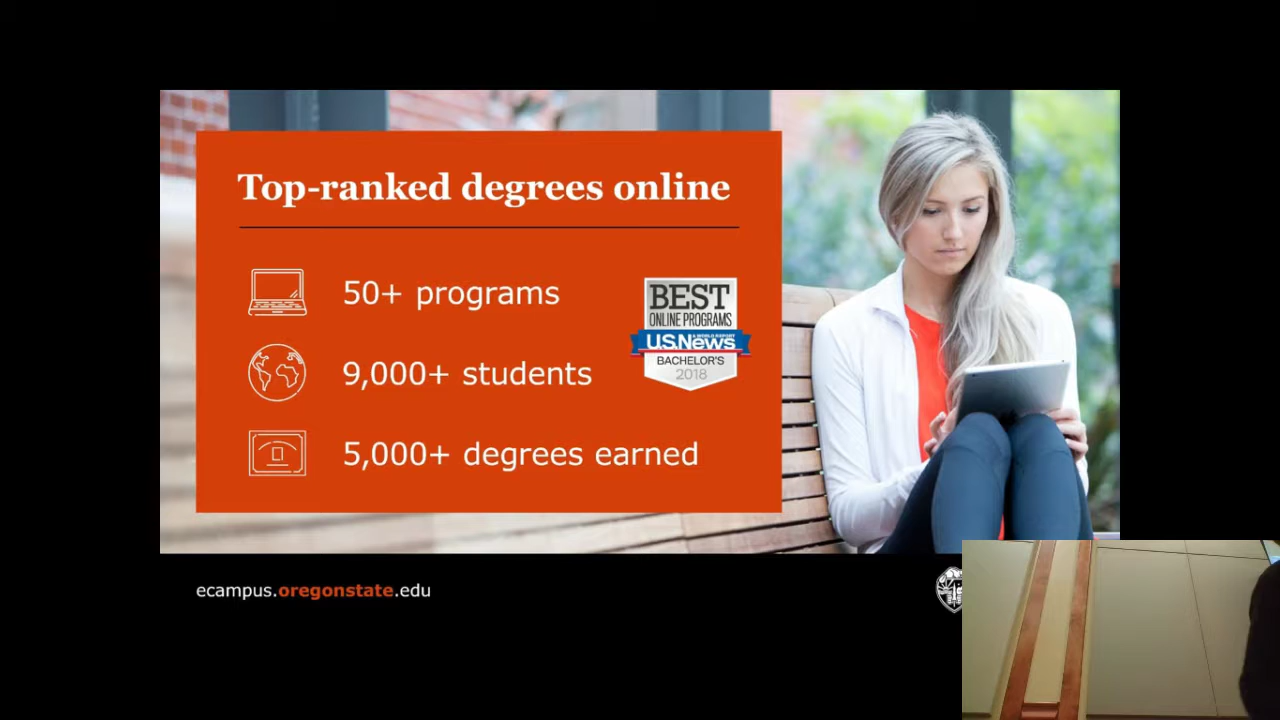 Top-ranked degrees online
50+ programs
9,000+ students
5,000+ degrees earned
BEST
ONLINE PROGRAMS
U.S.News
& WORLD REPORT
BACHELOR'S
2018
ecampus.oregonstate.edu